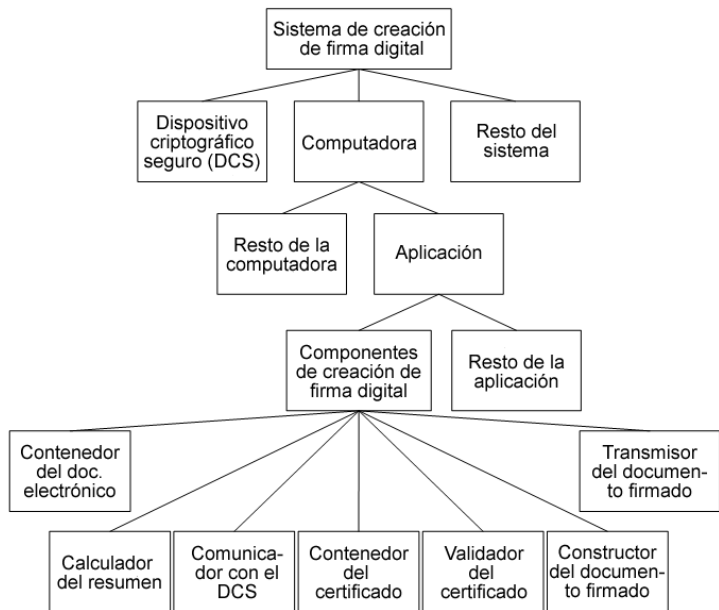 Sistema de creación
de firma digital
Dispositivo
criptográfico
seguro (DCS)
Computadora
Resto del
sistema
Resto de la
computadora
Aplicación
Componentes
de creación de
firma digital
Resto de la
aplicación
Contenedor
del doc.
electrónico
Transmisor
del documen-
to firmado
Calculador
del resumen
Comunica-
dor con el
DCS
Contenedor
del
certificado
Validador
del
certificado
Constructor
del documen-
to firmado